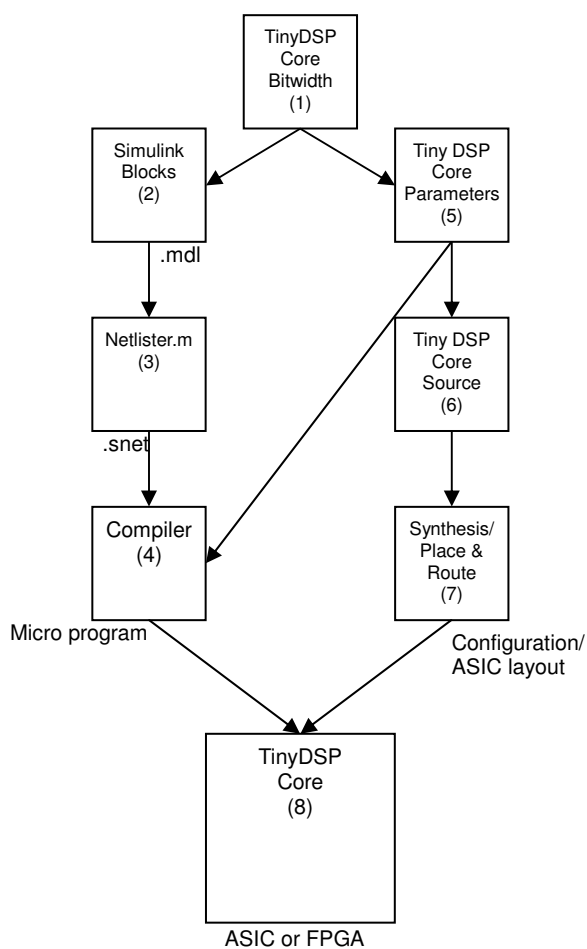 TinyDSP
Core
Bitwidth
(1)
Simulink
Blocks
(2)
Tiny DSP
Core
Parameters
(5)
.mdl
Netlister.m
(3)
Tiny DSP
Core
Source
(6)
.snet
Compiler
(4)
Synthesis/
Place &
Route
(7)
Micro program
Configuration/
ASIC layout
TinyDSP
Core
(8)
ASIC or FPGA